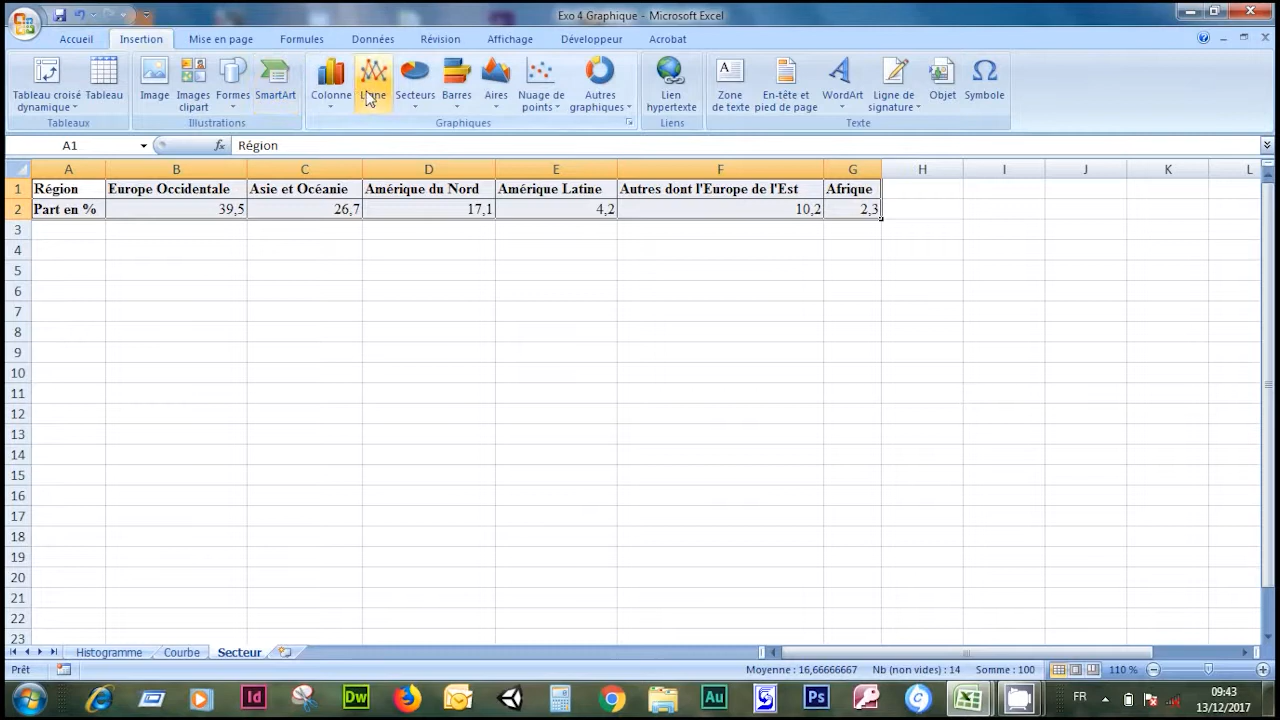 Exo 4 Graphique - Microsoft Excel
Accueil Insertion Mise en page Formules Données Révision Affichage Développeur Acrobat
Tableau croisé dynamique Tableau Image Images clipart Formes SmartArt Colonne Ligne Secteurs Barres Aires Nuage de points Autres graphiques Lien hypertexte Zone de texte En-tête et pied de page WordArt Ligne de signature Objet Symbole
Tableaux Illustrations Graphiques Liens Texte
A1 fx Région
A B C D E F G H I J K L
1 Région Europe Occidentale Asie et Océanie Amérique du Nord Amérique Latine Autres dont l'Europe de l'Est Afrique
2 Part en % 39,5 26,7 17,1 4,2 10,2 2,3
3
4
5
6
7
8
9
10
11
12
13
14
15
16
17
18
19
20
21
22
23
Histogramme Courbe Secteur
Prêt Moyenne : 16,66666667 Nb (non vides) : 14 Somme : 100 110 %
Id Dw Au Ps FR 09:43
13/12/2017